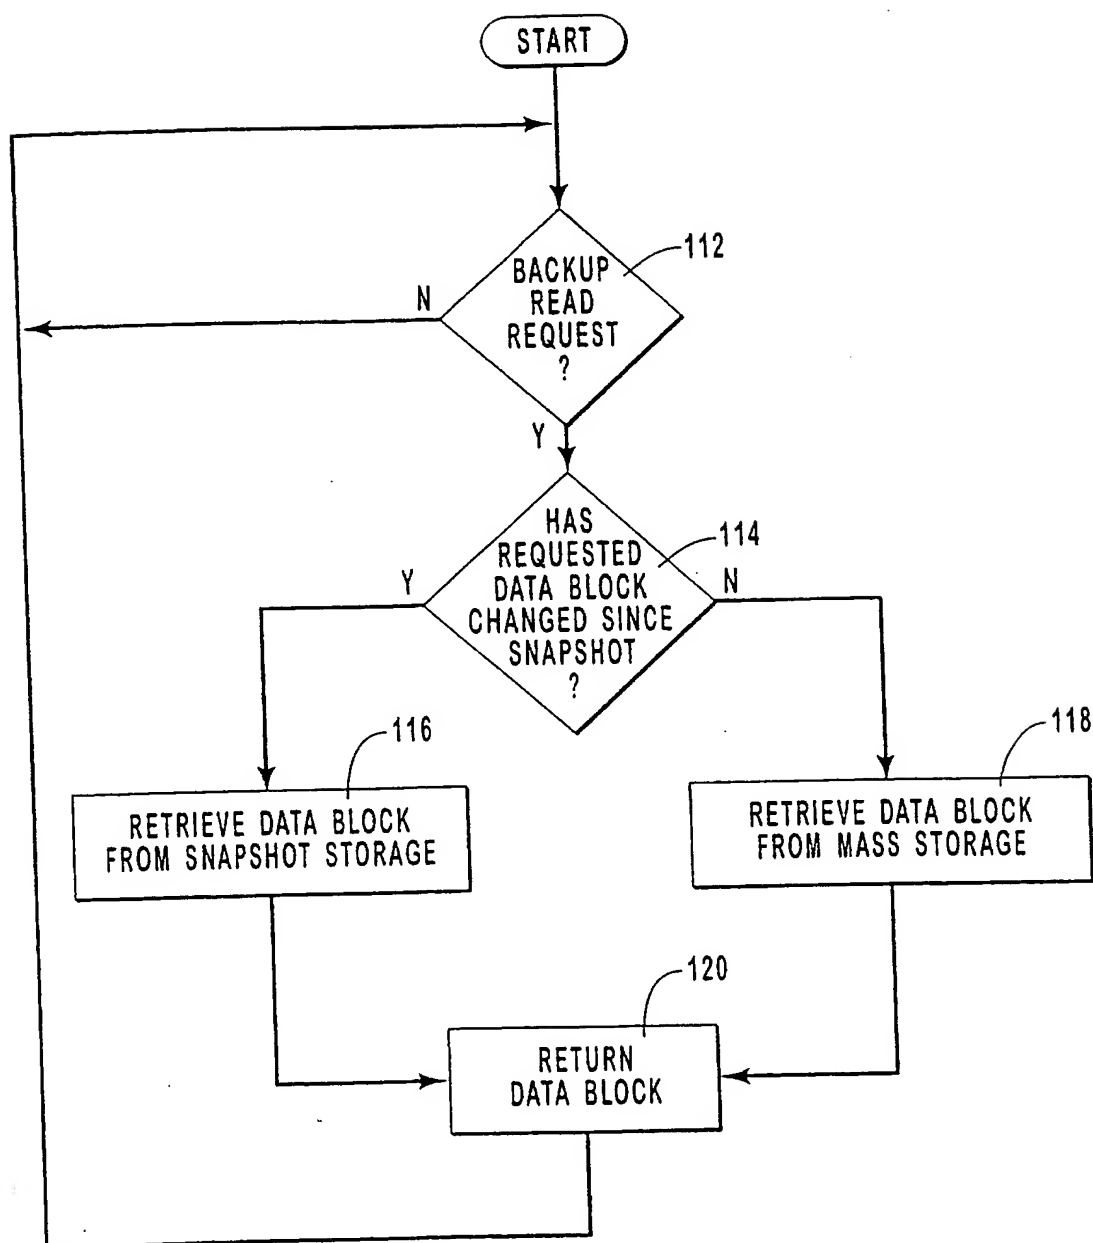 START
112
BACKUP
READ
REQUEST
?
N
Y
HAS
REQUESTED
DATA BLOCK
CHANGED SINCE
SNAPSHOT
?
114
Y
N
116
118
RETRIEVE DATA BLOCK
FROM SNAPSHOT STORAGE
RETRIEVE DATA BLOCK
FROM MASS STORAGE
120
RETURN
DATA BLOCK